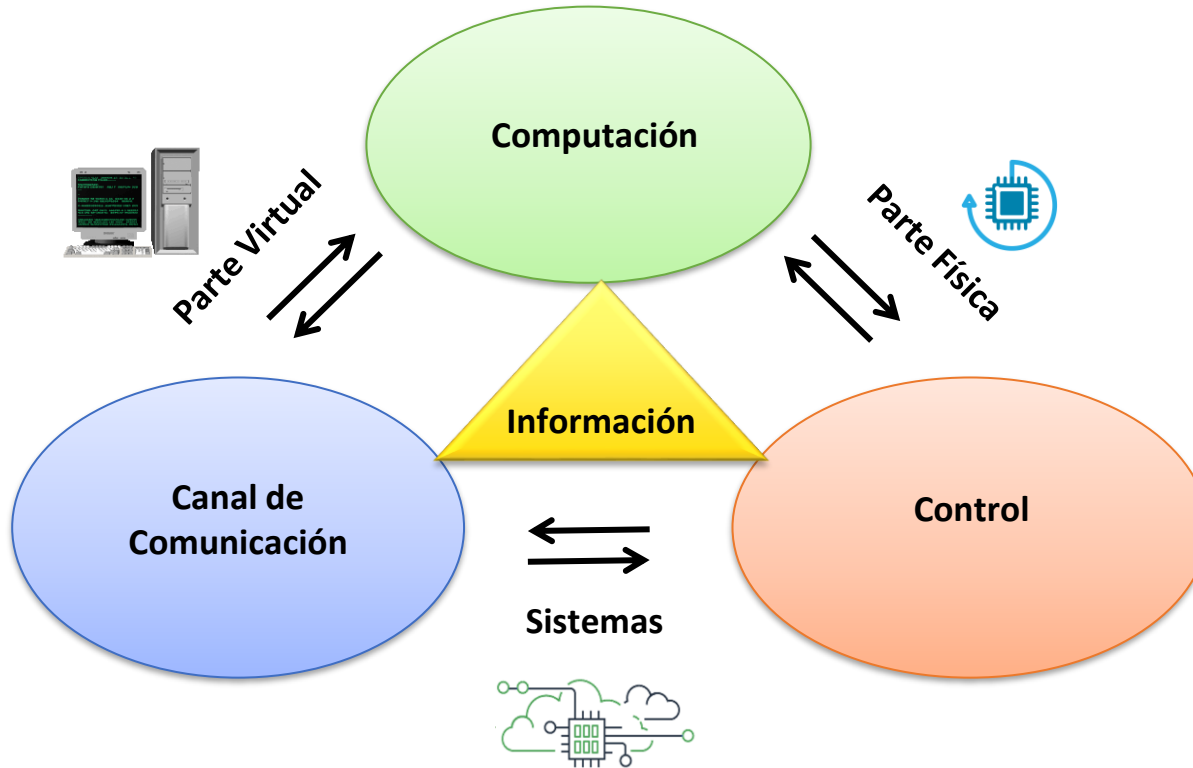 Computación
Parte Virtual
Parte Física
Información
Canal de
Comunicación
Control
Sistemas